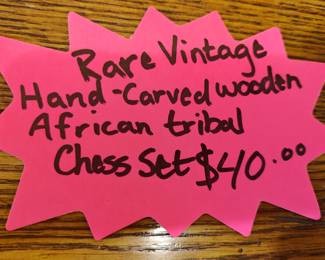 Rare Vintage
Hand-Carved wooden
African tribal
Chess Set $40.00